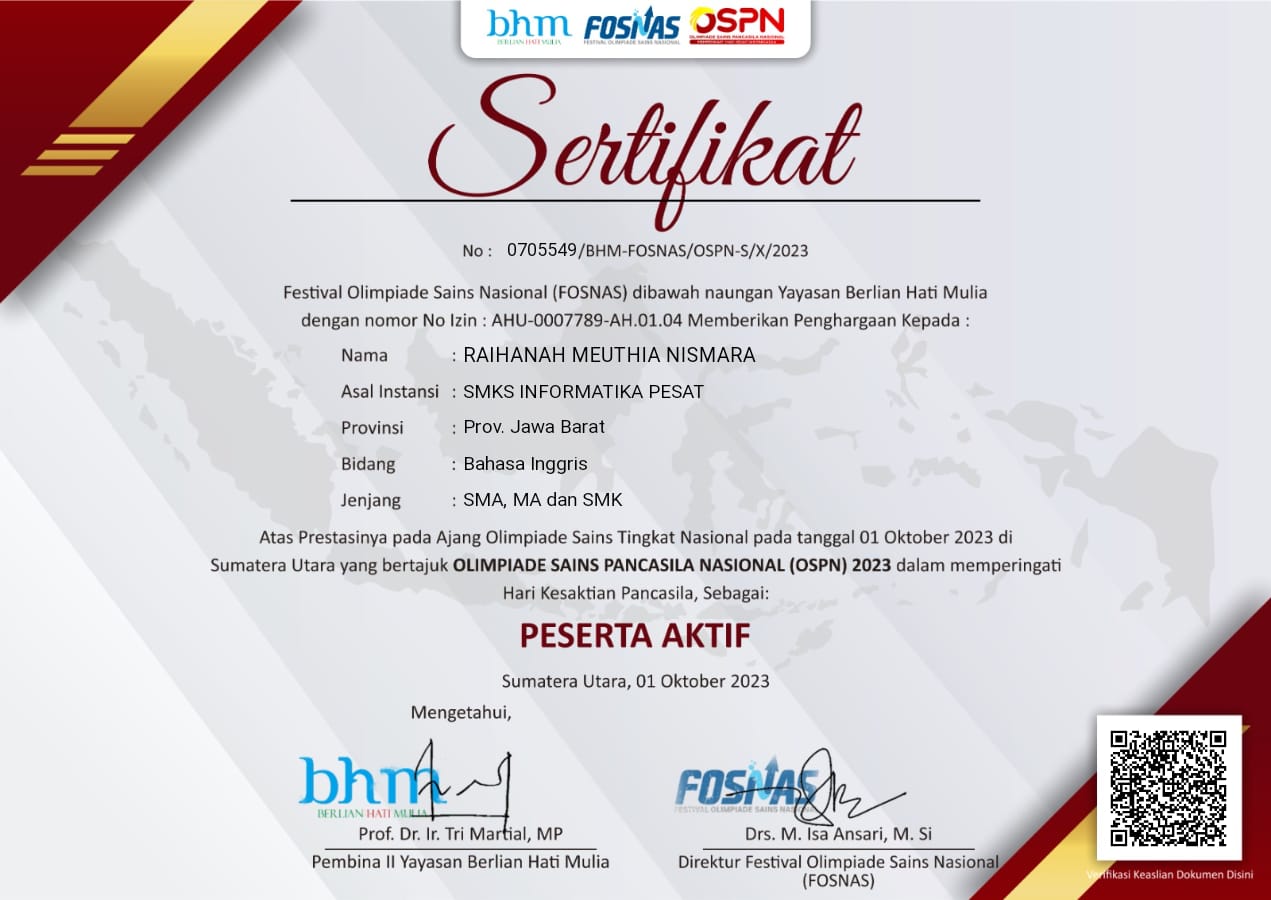 bhm FOSNAS OSPN
BERLIAN HATI MULIA FESTIVAL OLIMPIADE SAINS NASIONAL OLIMPIADE SAINS PANCASILA NASIONAL
Sertifikat
No : 0705549/BHM-FOSNAS/OSPN-S/X/2023
Festival Olimpiade Sains Nasional (FOSNAS) dibawah naungan Yayasan Berlian Hati Mulia
dengan nomor No Izin : AHU-0007789-AH.01.04 Memberikan Penghargaan Kepada :
Nama : RAIHANAH MEUTHIA NISMARA
Asal Instansi : SMKS INFORMATIKA PESAT
Provinsi : Prov. Jawa Barat
Bidang : Bahasa Inggris
Jenjang : SMA, MA dan SMK
Atas Prestasinya pada Ajang Olimpiade Sains Tingkat Nasional pada tanggal 01 Oktober 2023 di
Sumatera Utara yang bertajuk OLIMPIADE SAINS PANCASILA NASIONAL (OSPN) 2023 dalam memperingati
Hari Kesaktian Pancasila, Sebagai:
PESERTA AKTIF
Sumatera Utara, 01 Oktober 2023
Mengetahui,
bhm FOSNAS
BERLIAN HATI MULIA FESTIVAL OLIMPIADE SAINS NASIONAL
Prof. Dr. Ir. Tri Martial, MP Drs. M. Isa Ansari, M. Si
Pembina II Yayasan Berlian Hati Mulia Direktur Festival Olimpiade Sains Nasional
(FOSNAS)
Verifikasi Keaslian Dokumen Disini